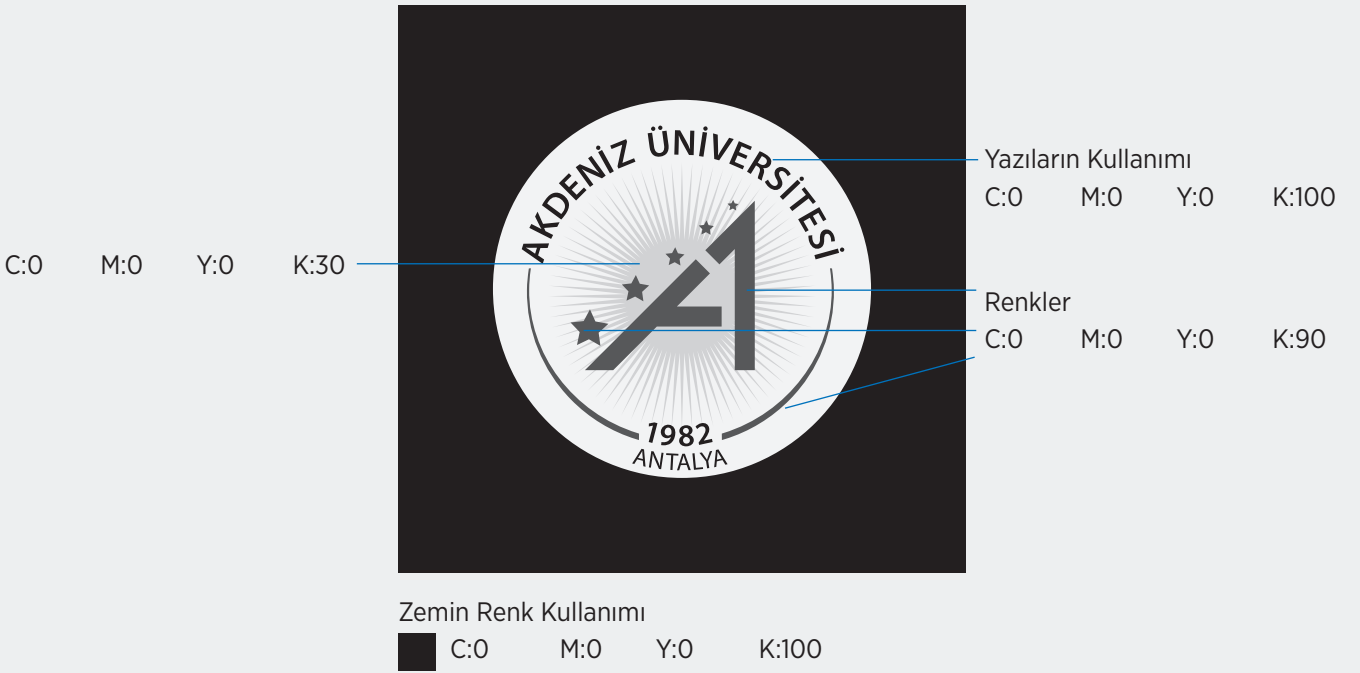 AKDENİZ ÜNİVERSİTESİ
1982
ANTALYA
C:0 M:0 Y:0 K:30
Yazıların Kullanımı
C:0 M:0 Y:0 K:100
Renkler
C:0 M:0 Y:0 K:90
Zemin Renk Kullanımı
C:0 M:0 Y:0 K:100